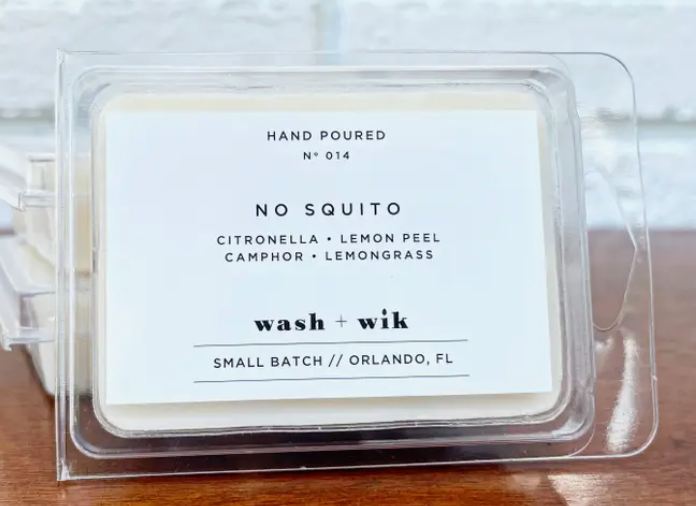 HAND POURED
N° 014
NO SQUITO
CITRONELLA • LEMON PEEL
CAMPHOR • LEMONGRASS
wash + wik
SMALL BATCH // ORLANDO, FL